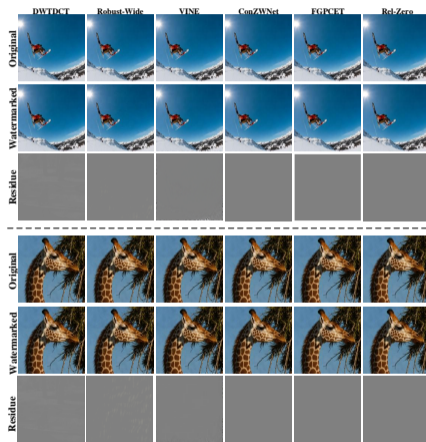 DWTDCT Robust-Wide VINE ConZWNet FGPCET Rel-Zero
Original
Watermarked
Residue
Original
Watermarked
Residue